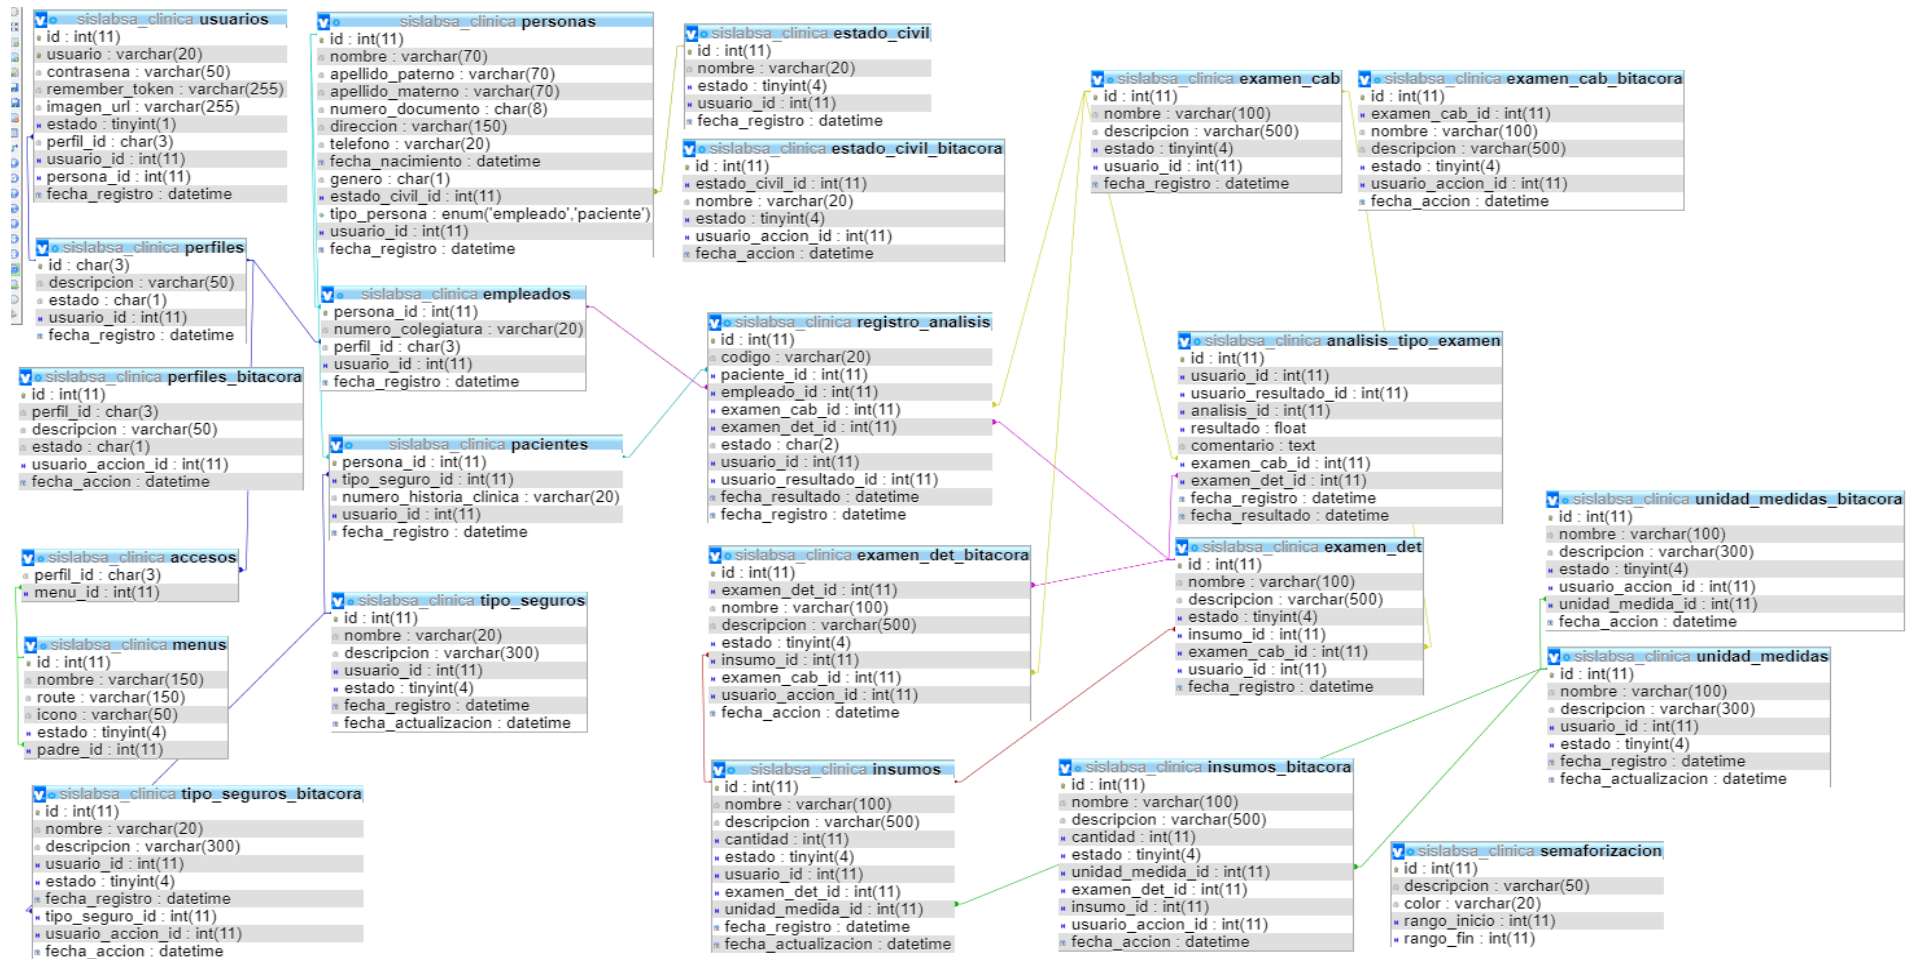 sislabsa_clinica usuarios
id : int(11)
usuario : varchar(20)
contrasena : varchar(50)
remember_token : varchar(255)
imagen_url : varchar(255)
estado : tinyint(1)
perfil_id : char(3)
usuario_id : int(11)
persona_id : int(11)
fecha_registro : datetime
sislabsa_clinica personas
id : int(11)
nombre : varchar(70)
apellido_paterno : varchar(70)
apellido_materno : varchar(70)
numero_documento : char(8)
direccion : varchar(150)
telefono : varchar(20)
fecha_nacimiento : datetime
genero : char(1)
estado_civil_id : int(11)
tipo_persona : enum('empleado','paciente')
usuario_id : int(11)
fecha_registro : datetime
sislabsa_clinica estado_civil
id : int(11)
nombre : varchar(20)
estado : tinyint(4)
usuario_id : int(11)
fecha_registro : datetime
sislabsa_clinica estado_civil_bitacora
id : int(11)
estado_civil_id : int(11)
nombre : varchar(20)
estado : tinyint(4)
usuario_accion_id : int(11)
fecha_accion : datetime
sislabsa_clinica examen_cab
id : int(11)
nombre : varchar(100)
descripcion : varchar(500)
estado : tinyint(4)
usuario_id : int(11)
fecha_registro : datetime
sislabsa_clinica examen_cab_bitacora
id : int(11)
examen_cab_id : int(11)
nombre : varchar(100)
descripcion : varchar(500)
estado : tinyint(4)
usuario_accion_id : int(11)
fecha_accion : datetime
sislabsa_clinica perfiles
id : char(3)
descripcion : varchar(50)
estado : char(1)
usuario_id : int(11)
fecha_registro : datetime
sislabsa_clinica empleados
persona_id : int(11)
numero_colegiatura : varchar(20)
perfil_id : char(3)
usuario_id : int(11)
fecha_registro : datetime
sislabsa_clinica registro_analisis
id : int(11)
codigo : varchar(20)
paciente_id : int(11)
empleado_id : int(11)
examen_cab_id : int(11)
examen_det_id : int(11)
estado : char(2)
usuario_id : int(11)
usuario_resultado_id : int(11)
fecha_resultado : datetime
fecha_registro : datetime
sislabsa_clinica analisis_tipo_examen
id : int(11)
usuario_id : int(11)
usuario_resultado_id : int(11)
analisis_id : int(11)
resultado : float
comentario : text
examen_cab_id : int(11)
examen_det_id : int(11)
fecha_registro : datetime
fecha_resultado : datetime
sislabsa_clinica perfiles_bitacora
id : int(11)
perfil_id : char(3)
descripcion : varchar(50)
estado : char(1)
usuario_accion_id : int(11)
fecha_accion : datetime
sislabsa_clinica pacientes
persona_id : int(11)
tipo_seguro_id : int(11)
numero_historia_clinica : varchar(20)
usuario_id : int(11)
fecha_registro : datetime
sislabsa_clinica unidad_medidas_bitacora
id : int(11)
nombre : varchar(100)
descripcion : varchar(300)
estado : tinyint(4)
usuario_accion_id : int(11)
unidad_medida_id : int(11)
fecha_accion : datetime
sislabsa_clinica accesos
perfil_id : char(3)
menu_id : int(11)
sislabsa_clinica tipo_seguros
id : int(11)
nombre : varchar(20)
descripcion : varchar(300)
usuario_id : int(11)
estado : tinyint(4)
fecha_registro : datetime
fecha_actualizacion : datetime
sislabsa_clinica examen_det_bitacora
id : int(11)
examen_det_id : int(11)
nombre : varchar(100)
descripcion : varchar(500)
estado : tinyint(4)
insumo_id : int(11)
examen_cab_id : int(11)
usuario_accion_id : int(11)
fecha_accion : datetime
sislabsa_clinica examen_det
id : int(11)
nombre : varchar(100)
descripcion : varchar(500)
estado : tinyint(4)
insumo_id : int(11)
examen_cab_id : int(11)
usuario_id : int(11)
fecha_registro : datetime
sislabsa_clinica unidad_medidas
id : int(11)
nombre : varchar(100)
descripcion : varchar(300)
usuario_id : int(11)
estado : tinyint(4)
fecha_registro : datetime
fecha_actualizacion : datetime
sislabsa_clinica menus
id : int(11)
nombre : varchar(150)
route : varchar(150)
icono : varchar(50)
estado : tinyint(4)
padre_id : int(11)
sislabsa_clinica tipo_seguros_bitacora
id : int(11)
nombre : varchar(20)
descripcion : varchar(300)
usuario_id : int(11)
estado : tinyint(4)
fecha_registro : datetime
tipo_seguro_id : int(11)
usuario_accion_id : int(11)
fecha_accion : datetime
sislabsa_clinica insumos
id : int(11)
nombre : varchar(100)
descripcion : varchar(500)
cantidad : int(11)
estado : tinyint(4)
usuario_id : int(11)
examen_det_id : int(11)
unidad_medida_id : int(11)
fecha_registro : datetime
fecha_actualizacion : datetime
sislabsa_clinica insumos_bitacora
id : int(11)
nombre : varchar(100)
descripcion : varchar(500)
cantidad : int(11)
estado : tinyint(4)
unidad_medida_id : int(11)
examen_det_id : int(11)
insumo_id : int(11)
usuario_accion_id : int(11)
fecha_accion : datetime
sislabsa_clinica semaforizacion
id : int(11)
descripcion : varchar(50)
color : varchar(20)
rango_inicio : int(11)
rango_fin : int(11)